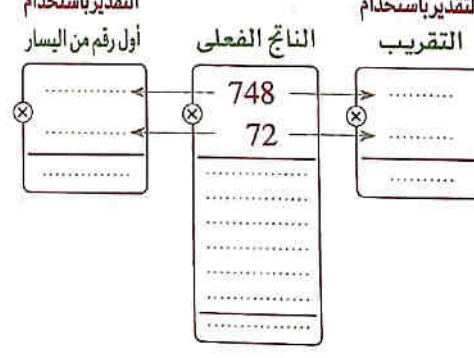 التقدير باستخدام
التقريب
الناتج الفعلى
التقدير باستخدام
أول رقم من اليسار
748
72